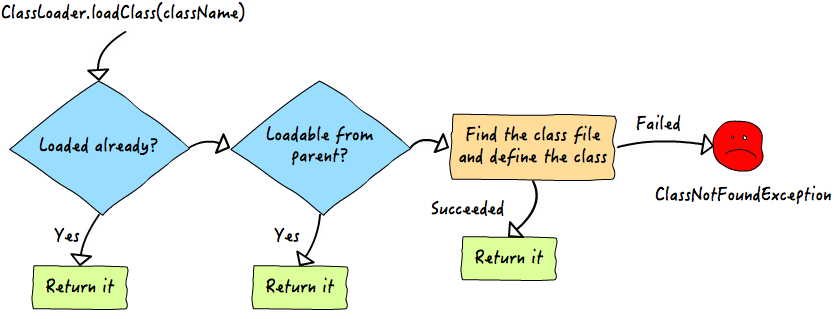 ClassLoader.loadClass(className)
Loaded already?
Loadable from
parent?
Find the class file
and define the class
Failed
ClassNotFoundException
Yes
Yes
Succeeded
Return it
Return it
Return it